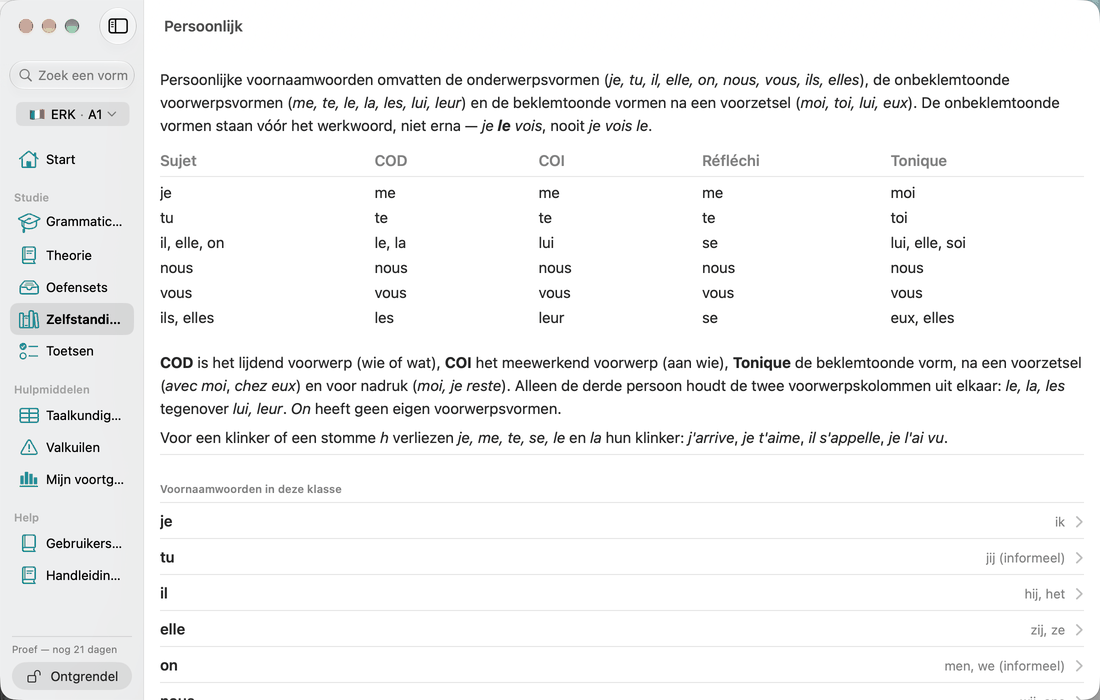 Persoonlijk
Zoek een vorm
ERK · A1
Start
Studie
Grammatic...
Theorie
Oefensets
Zelfstandi...
Toetsen
Hulpmiddelen
Taalkundig...
Valkuilen
Mijn voortg...
Help
Gebruikers...
Handleidin...
Proef — nog 21 dagen
Ontgrendel
Persoonlijke voornaamwoorden omvatten de onderwerpsvormen (je, tu, il, elle, on, nous, vous, ils, elles), de onbeklemtoonde
voorwerpsvormen (me, te, le, la, les, lui, leur) en de beklemtoonde vormen na een voorzetsel (moi, toi, lui, eux). De onbeklemtoonde
vormen staan vóór het werkwoord, niet erna — je le vois, nooit je vois le.
Sujet COD COI Réfléchi Tonique
je me me me moi
tu te te te toi
il, elle, on le, la lui se lui, elle, soi
nous nous nous nous nous
vous vous vous vous vous
ils, elles les leur se eux, elles
COD is het lijdend voorwerp (wie of wat), COI het meewerkend voorwerp (aan wie), Tonique de beklemtoonde vorm, na een voorzetsel
(avec moi, chez eux) en voor nadruk (moi, je reste). Alleen de derde persoon houdt de twee voorwerpskolommen uit elkaar: le, la, les
tegenover lui, leur. On heeft geen eigen voorwerpsvormen.
Voor een klinker of een stomme h verliezen je, me, te, se, le en la hun klinker: j'arrive, je t'aime, il s'appelle, je l'ai vu.
Voornaamwoorden in deze klasse
je ik
tu jij (informeel)
il hij, het
elle zij, ze
on men, we (informeel)